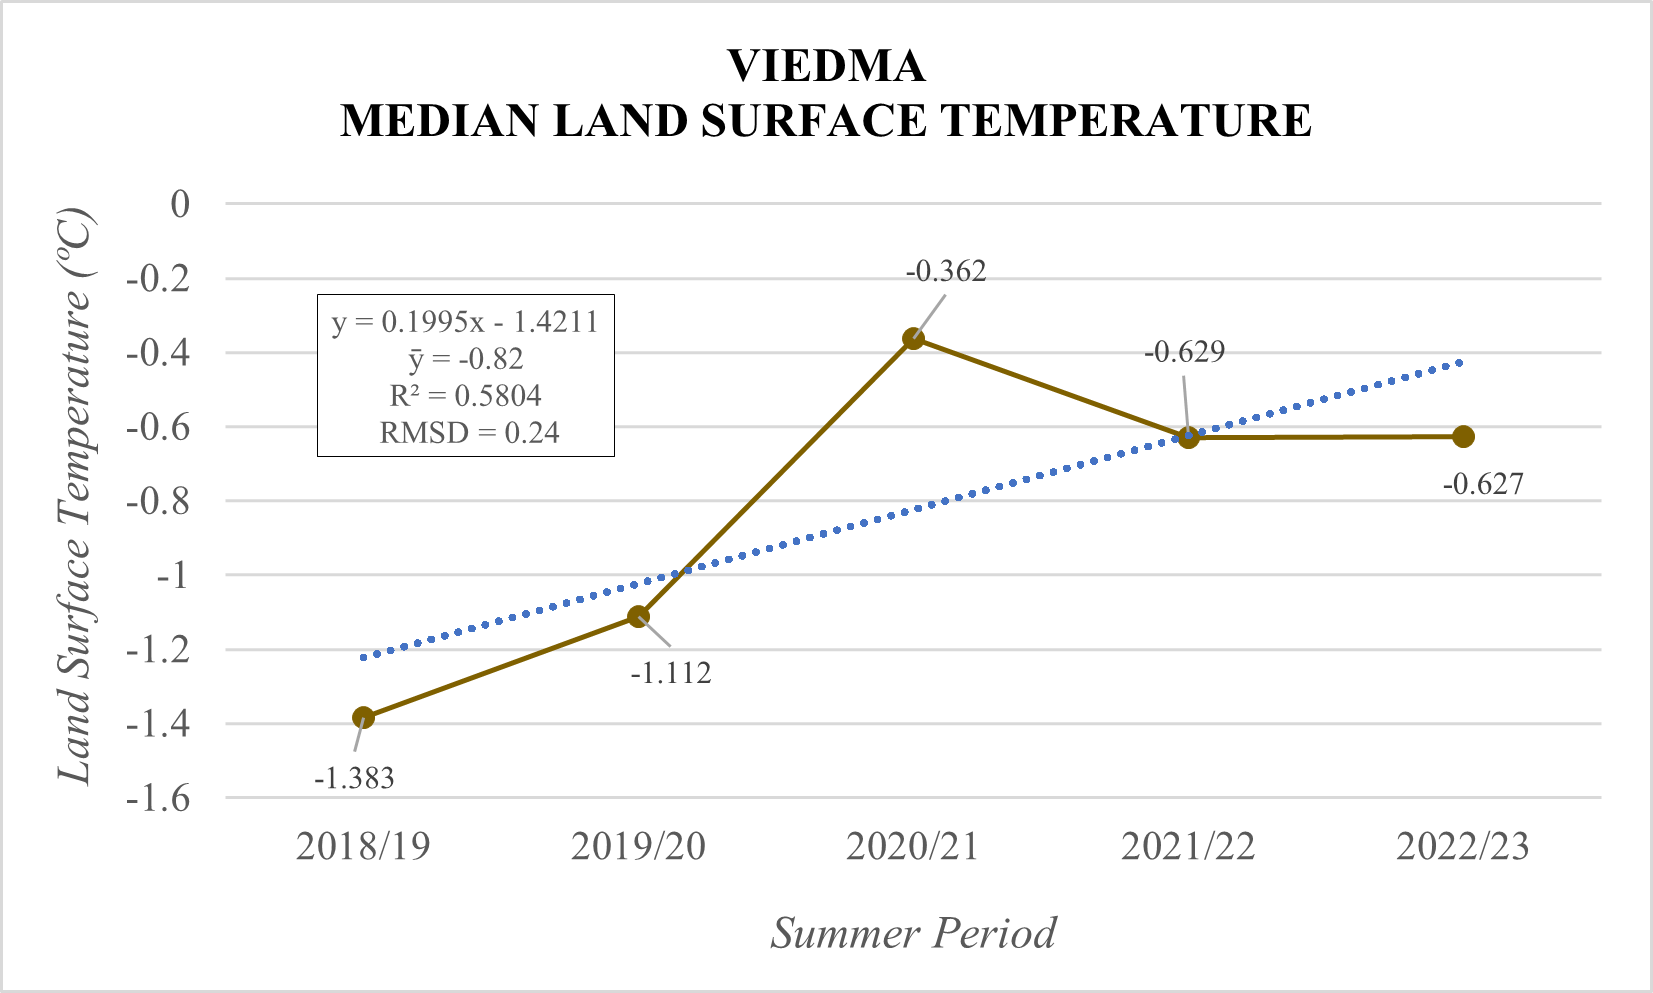 VIEDMA
MEDIAN LAND SURFACE TEMPERATURE
Land Surface Temperature (ºC)
0
-0.2
-0.4
-0.6
-0.8
-1
-1.2
-1.4
-1.6
y = 0.1995x - 1.4211
ȳ = -0.82
R² = 0.5804
RMSD = 0.24
-1.383
-1.112
-0.362
-0.629
-0.627
2018/19
2019/20
2020/21
2021/22
2022/23
Summer Period